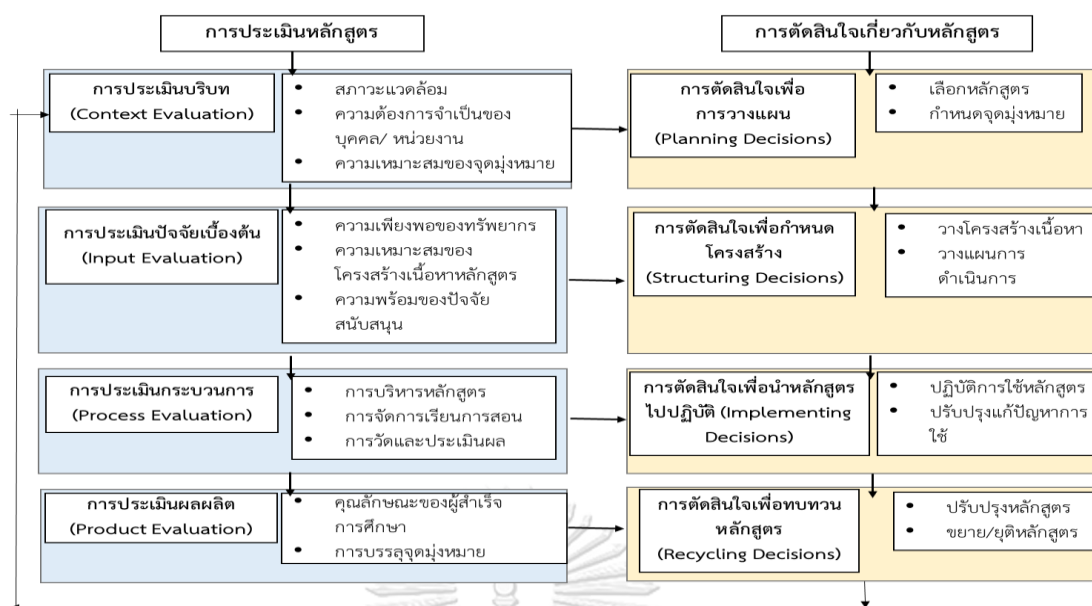 การประเมินหลักสูตร
การตัดสินใจเกี่ยวกับหลักสูตร
การประเมินบริบท
(Context Evaluation)
• สภาวะแวดล้อม
• ความต้องการจำเป็นของ
บุคคล/ หน่วยงาน
• ความเหมาะสมของจุดมุ่งหมาย
การตัดสินใจเพื่อ
การวางแผน
(Planning Decisions)
• เลือกหลักสูตร
• กำหนดจุดมุ่งหมาย
การประเมินปัจจัยเบื้องต้น
(Input Evaluation)
• ความเพียงพอของทรัพยากร
• ความเหมาะสมของ
โครงสร้างเนื้อหาหลักสูตร
• ความพร้อมของปัจจัย
สนับสนุน
การตัดสินใจเพื่อกำหนด
โครงสร้าง
(Structuring Decisions)
• วางโครงสร้างเนื้อหา
• วางแผนการ
ดำเนินการ
การประเมินกระบวนการ
(Process Evaluation)
• การบริหารหลักสูตร
• การจัดการเรียนการสอน
• การวัดและประเมินผล
การตัดสินใจเพื่อนำหลักสูตร
ไปปฏิบัติ (Implementing
Decisions)
• ปฏิบัติการใช้หลักสูตร
• ปรับปรุงแก้ปัญหาการ
ใช้
การประเมินผลผลิต
(Product Evaluation)
• คุณลักษณะของผู้สำเร็จ
การศึกษา
• การบรรลุจุดมุ่งหมาย
การตัดสินใจเพื่อทบทวน
หลักสูตร
(Recycling Decisions)
• ปรับปรุงหลักสูตร
• ขยาย/ยุติหลักสูตร